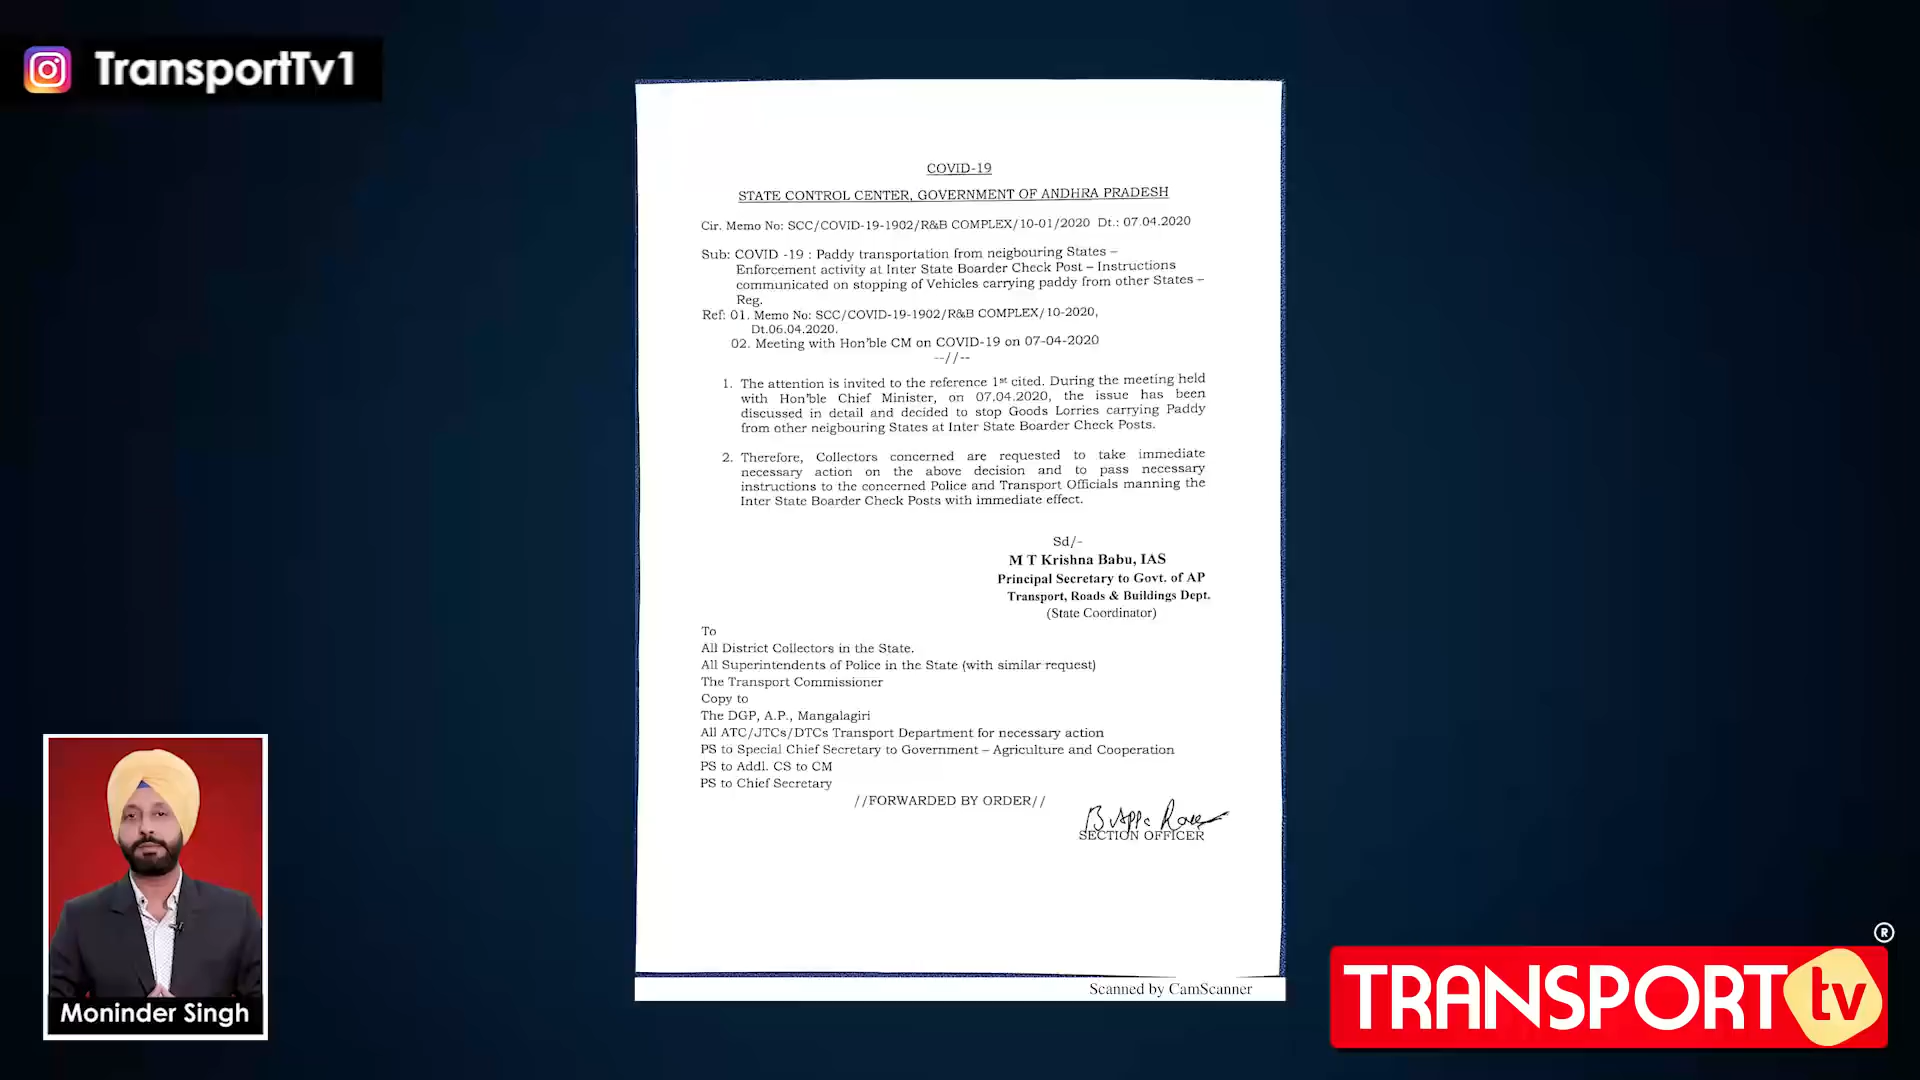 TransportTv1
COVID-19
STATE CONTROL CENTER, GOVERNMENT OF ANDHRA PRADESH
Cir. Memo No: SCC/COVID-19-1902/R&B COMPLEX/10-01/2020 Dt.: 07.04.2020
Sub: COVID -19 : Paddy transportation from neigbouring States –
Enforcement activity at Inter State Boarder Check Post – Instructions
communicated on stopping of Vehicles carrying paddy from other States –
Reg.
Ref: 01. Memo No: SCC/COVID-19-1902/R&B COMPLEX/10-2020,
Dt.06.04.2020.
02. Meeting with Hon'ble CM on COVID-19 on 07-04-2020
--//--
1. The attention is invited to the reference 1st cited. During the meeting held
with Hon'ble Chief Minister, on 07.04.2020, the issue has been
discussed in detail and decided to stop Goods Lorries carrying Paddy
from other neigbouring States at Inter State Boarder Check Posts.
2. Therefore, Collectors concerned are requested to take immediate
necessary action on the above decision and to pass necessary
instructions to the concerned Police and Transport Officials manning the
Inter State Boarder Check Posts with immediate effect.
Sd/-
M T Krishna Babu, IAS
Principal Secretary to Govt. of AP
Transport, Roads & Buildings Dept.
(State Coordinator)
To
All District Collectors in the State.
All Superintendents of Police in the State (with similar request)
The Transport Commissioner
Copy to
The DGP, A.P., Mangalagiri
All ATC/JTCs/DTCs Transport Department for necessary action
PS to Special Chief Secretary to Government – Agriculture and Cooperation
PS to Addl. CS to CM
PS to Chief Secretary
//FORWARDED BY ORDER//
SECTION OFFICER
Scanned by CamScanner
Moninder Singh
®
TRANSPORT tv